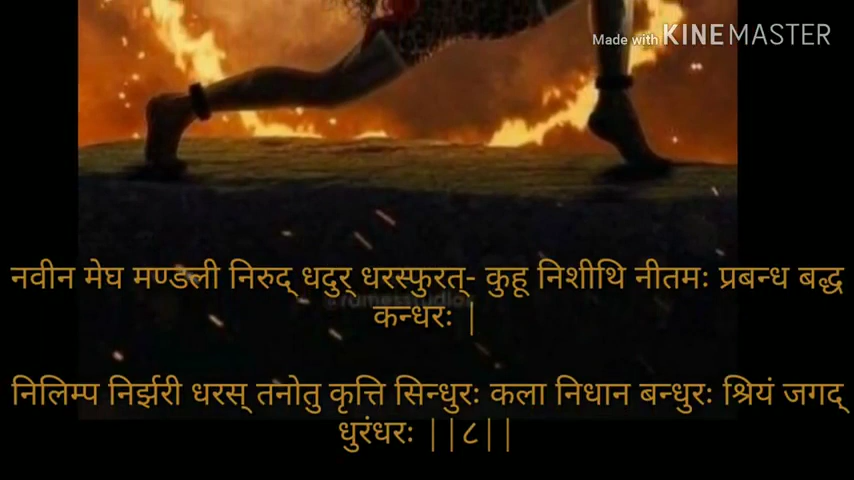 Made with KINEMASTER
नवीन मेघ मण्डली निरुद् धदुर् धरस्फुरत्- कुहू निशीथि नीतमः प्रबन्ध बद्ध
कन्धरः |
निलिम्प निर्झरी धरस् तनोतु कृत्ति सिन्धुरः कला निधान बन्धुरः श्रियं जगद्
धुरंधरः ||८||